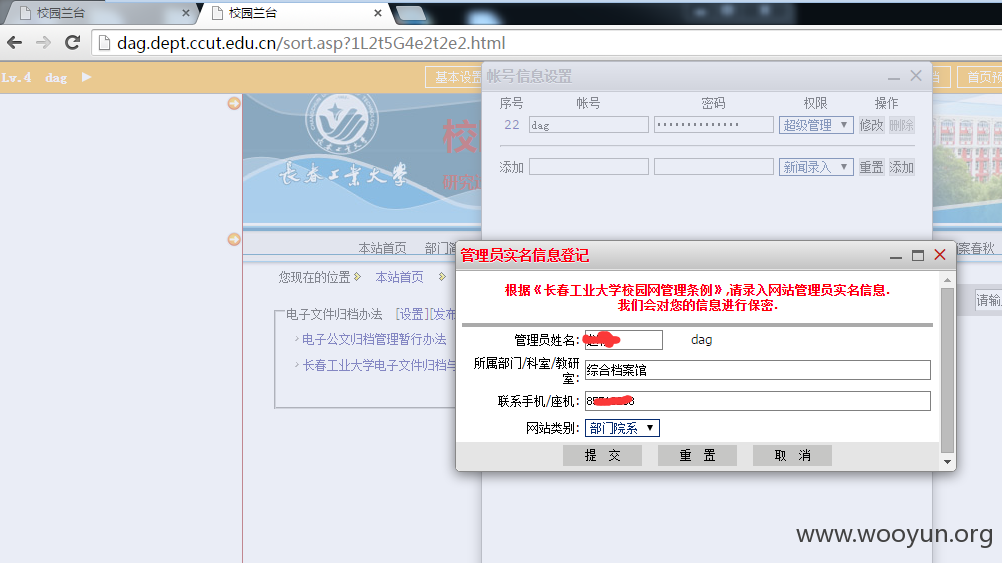 校园兰台
校园兰台
dag.dept.ccut.edu.cn/sort.asp?1L2t5G4e2t2e2.html
Lv.4 dag
基本设置
帐号信息设置
首页预
序号 帐号 密码 权限 操作
22 dag •••••••••••••• 超级管理 修改 删除
添加 新闻录入 重置 添加
长春工业大学
校
研究
本站首页 部门简
案春秋
您现在的位置 本站首页
请输
电子文件归档办法 [设置][发布
电子公文归档管理暂行办法
长春工业大学电子文件归档与
管理员实名信息登记
根据《长春工业大学校园网管理条例》,请录入网站管理员实名信息.
我们会对您的信息进行保密.
管理员姓名: dag
所属部门/科室/教研室: 综合档案馆
联系手机/座机:
网站类别: 部门院系
提 交 重 置 取 消
www.wooyun.org